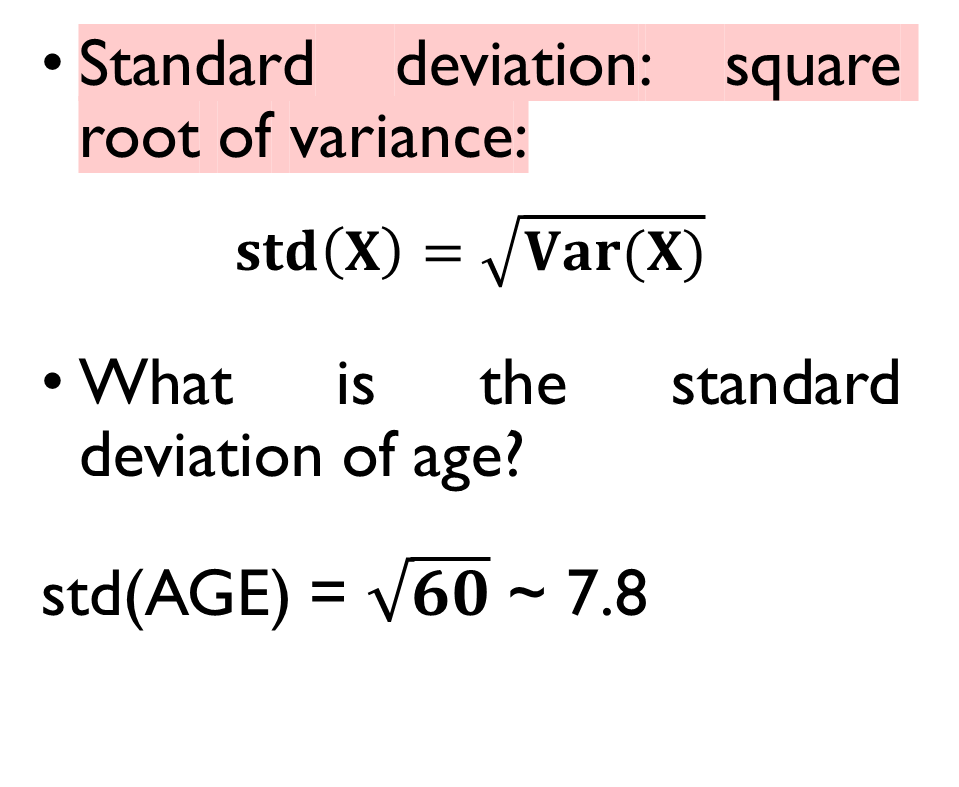 • Standard deviation: square
root of variance:
std(X) = √Var(X)
• What is the standard
deviation of age?
std(AGE) = √60 ~ 7.8